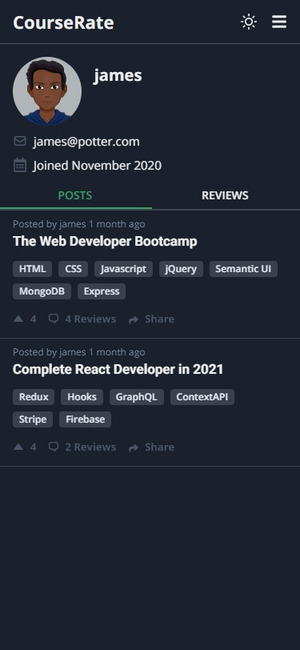 CourseRate
james
james@potter.com
Joined November 2020
POSTS REVIEWS
Posted by james 1 month ago
The Web Developer Bootcamp
HTML CSS Javascript jQuery Semantic UI
MongoDB Express
4 4 Reviews Share
Posted by james 1 month ago
Complete React Developer in 2021
Redux Hooks GraphQL ContextAPI
Stripe Firebase
4 2 Reviews Share